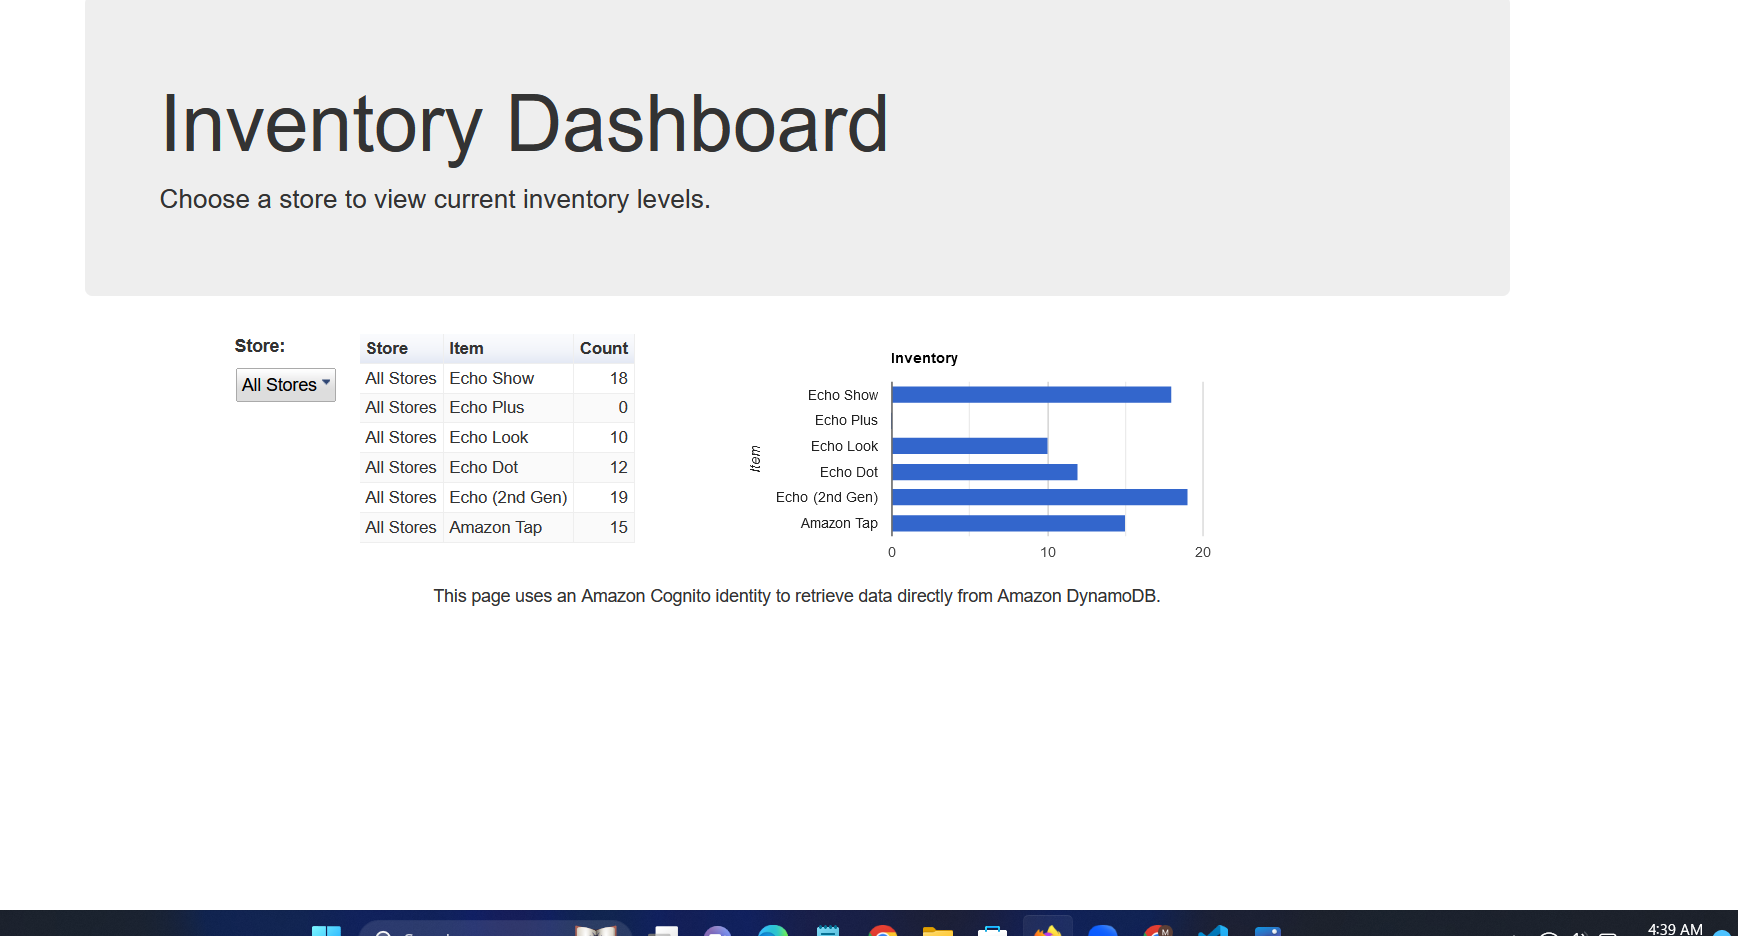 Inventory Dashboard
Choose a store to view current inventory levels.
Store:
All Stores
Store Item Count
All Stores Echo Show 18
All Stores Echo Plus 0
All Stores Echo Look 10
All Stores Echo Dot 12
All Stores Echo (2nd Gen) 19
All Stores Amazon Tap 15
Inventory
Item
Echo Show
Echo Plus
Echo Look
Echo Dot
Echo (2nd Gen)
Amazon Tap
0 10 20
This page uses an Amazon Cognito identity to retrieve data directly from Amazon DynamoDB.
M
4:39 AM